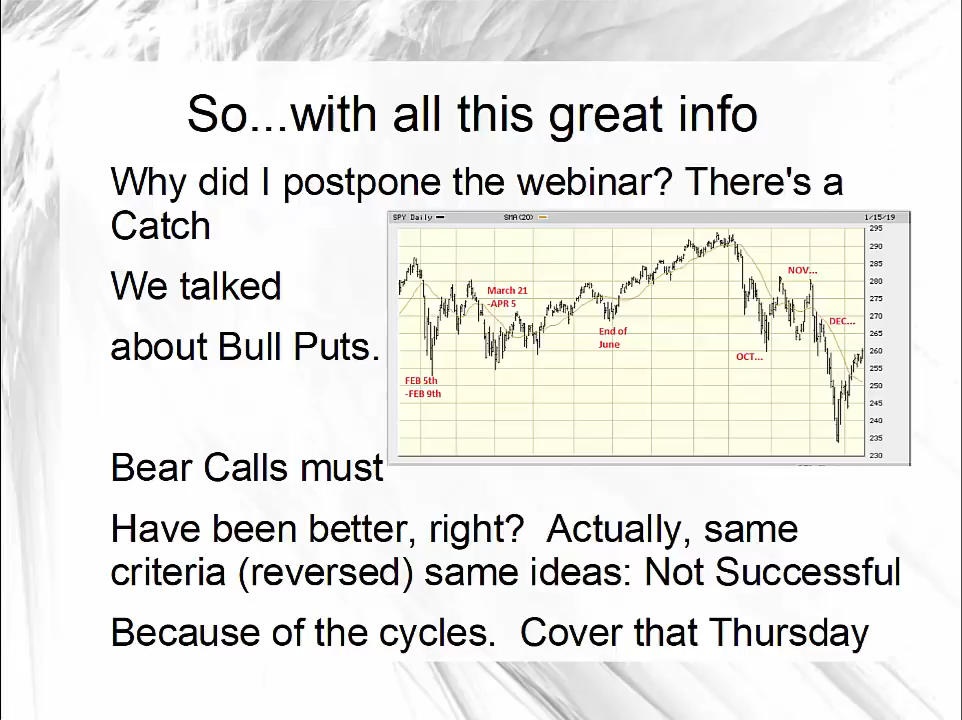 So...with all this great info
Why did I postpone the webinar? There's a
Catch
SPY Daily SMA(20) 1/15/19
295
290
285
280
275
270
265
260
255
250
245
240
235
230
NOV...
March 21
-APR 5
DEC...
End of
June
OCT...
FEB 5th
-FEB 9th
We talked
about Bull Puts.
Bear Calls must
Have been better, right? Actually, same
criteria (reversed) same ideas: Not Successful
Because of the cycles. Cover that Thursday